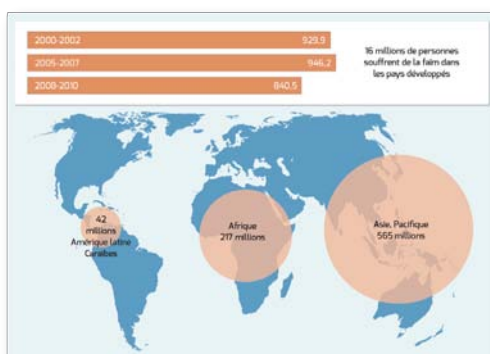 2000-2002 929,9
2005-2007 946,2
2008-2010 840,5
16 millions de personnes
souffrent de la faim dans
les pays développés
42
millions
Amérique latine
Caraïbes
Afrique
217 millions
Asie, Pacifique
565 millions